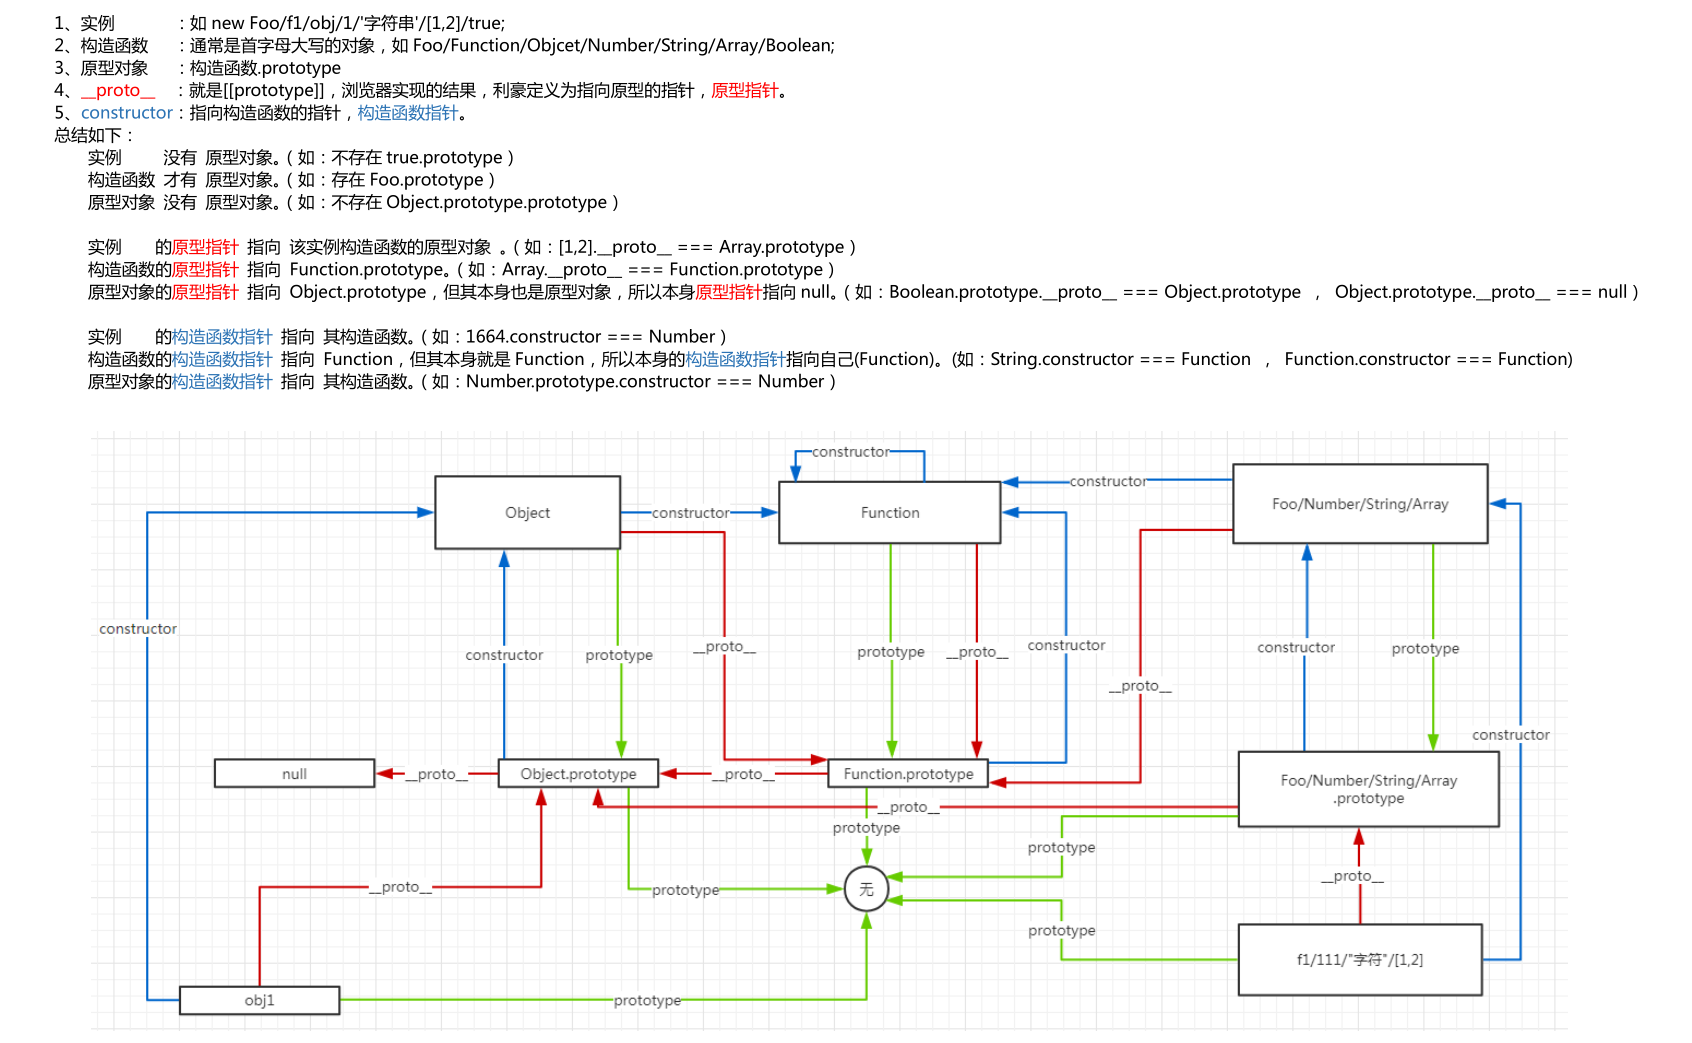 1、实例 : 如 new Foo/f1/obj/1/'字符串'/[1,2]/true;
2、构造函数 : 通常是首字母大写的对象，如 Foo/Function/Objcet/Number/String/Array/Boolean;
3、原型对象 : 构造函数.prototype
4、__proto__ : 就是[[prototype]]，浏览器实现的结果，利豪定义为指向原型的指针，原型指针。
5、constructor : 指向构造函数的指针，构造函数指针。
总结如下：
实例 没有 原型对象。( 如：不存在 true.prototype )
构造函数 才有 原型对象。( 如：存在 Foo.prototype )
原型对象 没有 原型对象。( 如：不存在 Object.prototype.prototype )
实例 的原型指针 指向 该实例构造函数的原型对象 。( 如：[1,2].__proto__ === Array.prototype )
构造函数的原型指针 指向 Function.prototype。( 如：Array.__proto__ === Function.prototype )
原型对象的原型指针 指向 Object.prototype，但其本身也是原型对象，所以本身原型指针指向 null。( 如：Boolean.prototype.__proto__ === Object.prototype ， Object.prototype.__proto__ === null )
实例 的构造函数指针 指向 其构造函数。( 如：1664.constructor === Number )
构造函数的构造函数指针 指向 Function，但其本身就是 Function，所以本身的构造函数指针指向自己(Function)。 (如：String.constructor === Function ， Function.constructor === Function)
原型对象的构造函数指针 指向 其构造函数。( 如：Number.prototype.constructor === Number )
constructor
constructor
Object
constructor
Function
Foo/Number/String/Array
constructor
constructor
prototype
__proto__
prototype
__proto__
constructor
constructor
prototype
__proto__
constructor
null
__proto__
Object.prototype
__proto__
Function.prototype
Foo/Number/String/Array
.prototype
__proto__
prototype
prototype
__proto__
__proto__
prototype
无
prototype
f1/111/"字符"/[1,2]
obj1
prototype